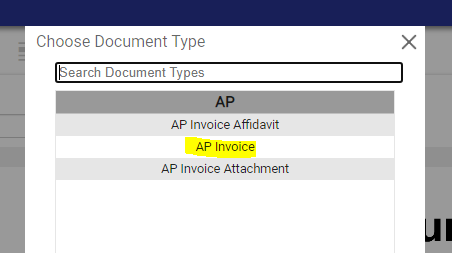 Choose Document Type
Search Document Types
AP
AP Invoice Affidavit
AP Invoice
AP Invoice Attachment